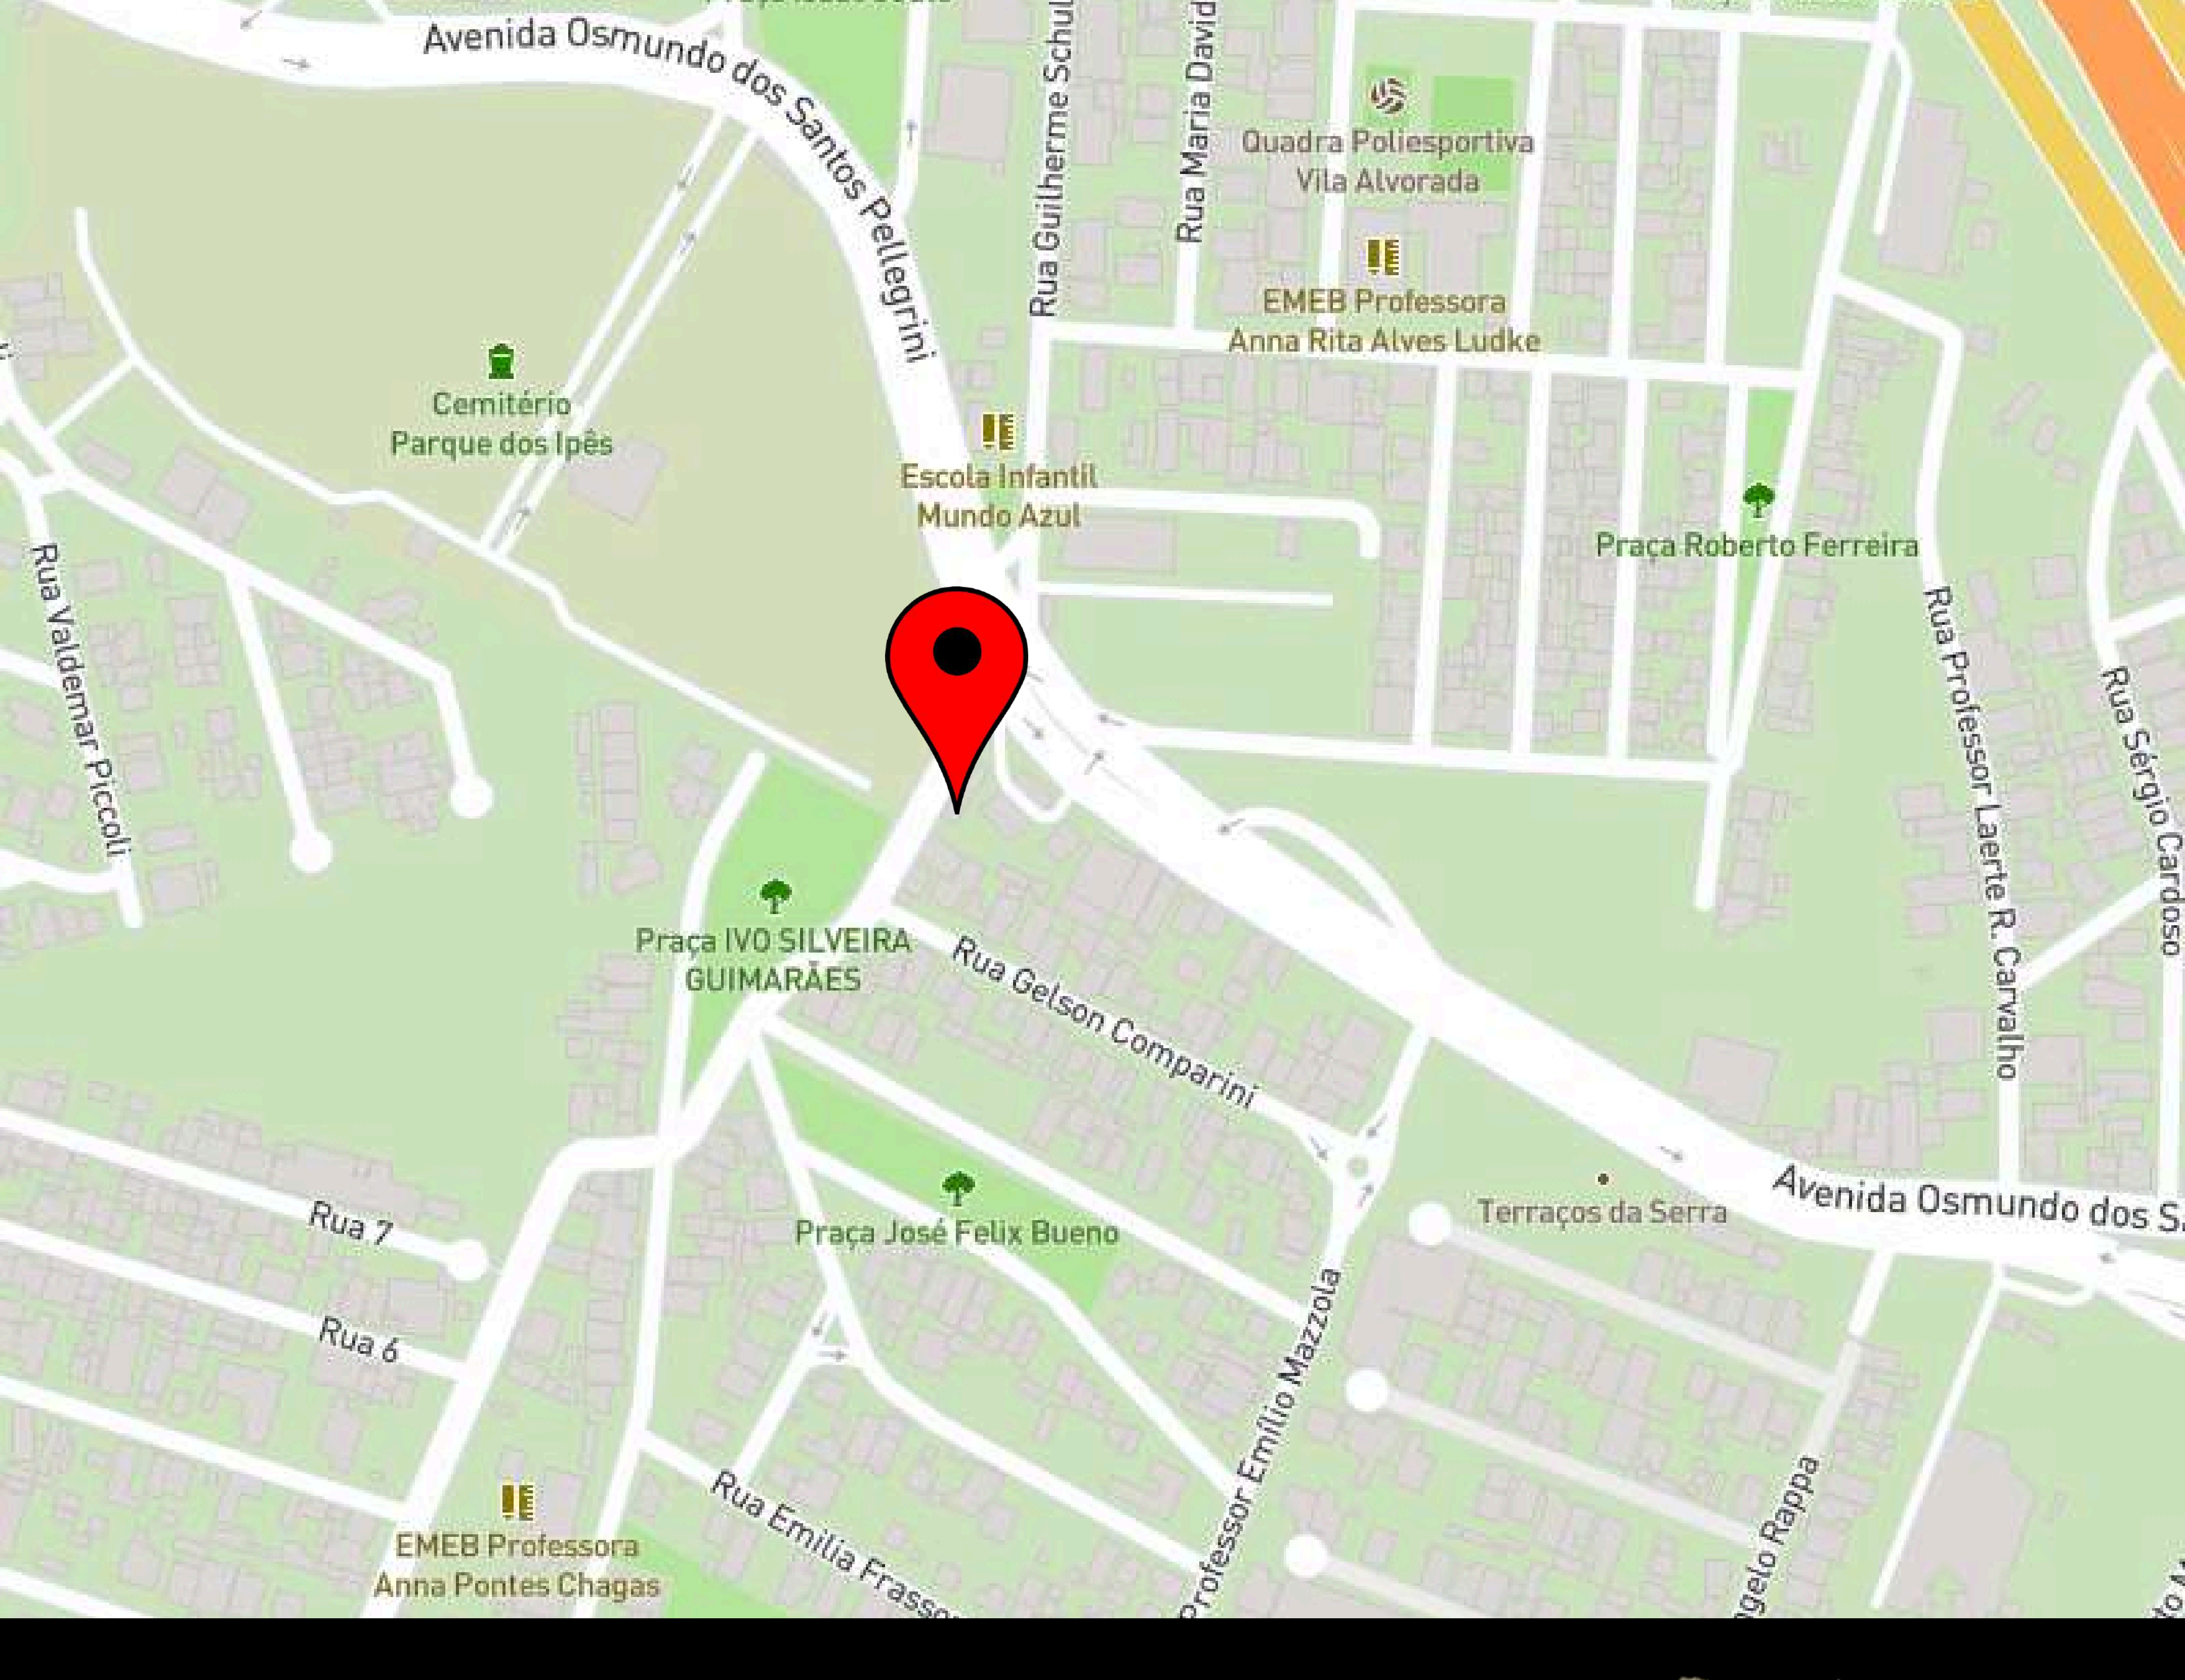 Avenida Osmundo dos Santos Pellegrini
Rua Guilherme Schul
Rua Maria David
Quadra Poliesportiva
Vila Alvorada
EMEB Professora
Anna Rita Alves Ludke
Cemitério
Parque dos Ipês
Escola Infantil
Mundo Azul
Praça Roberto Ferreira
Rua Valdemar Piccoli
Rua Professor Laerte R. Carvalho
Rua Sérgio Cardoso
Praça IVO SILVEIRA
GUIMARÃES
Rua Gelson Comparini
Praça José Felix Bueno
Terraços da Serra
Avenida Osmundo dos S
Rua 7
Rua 6
Professor Emílio Mazzola
Rua Emilia Frasso
EMEB Professora
Anna Pontes Chagas
ngelo Rappa